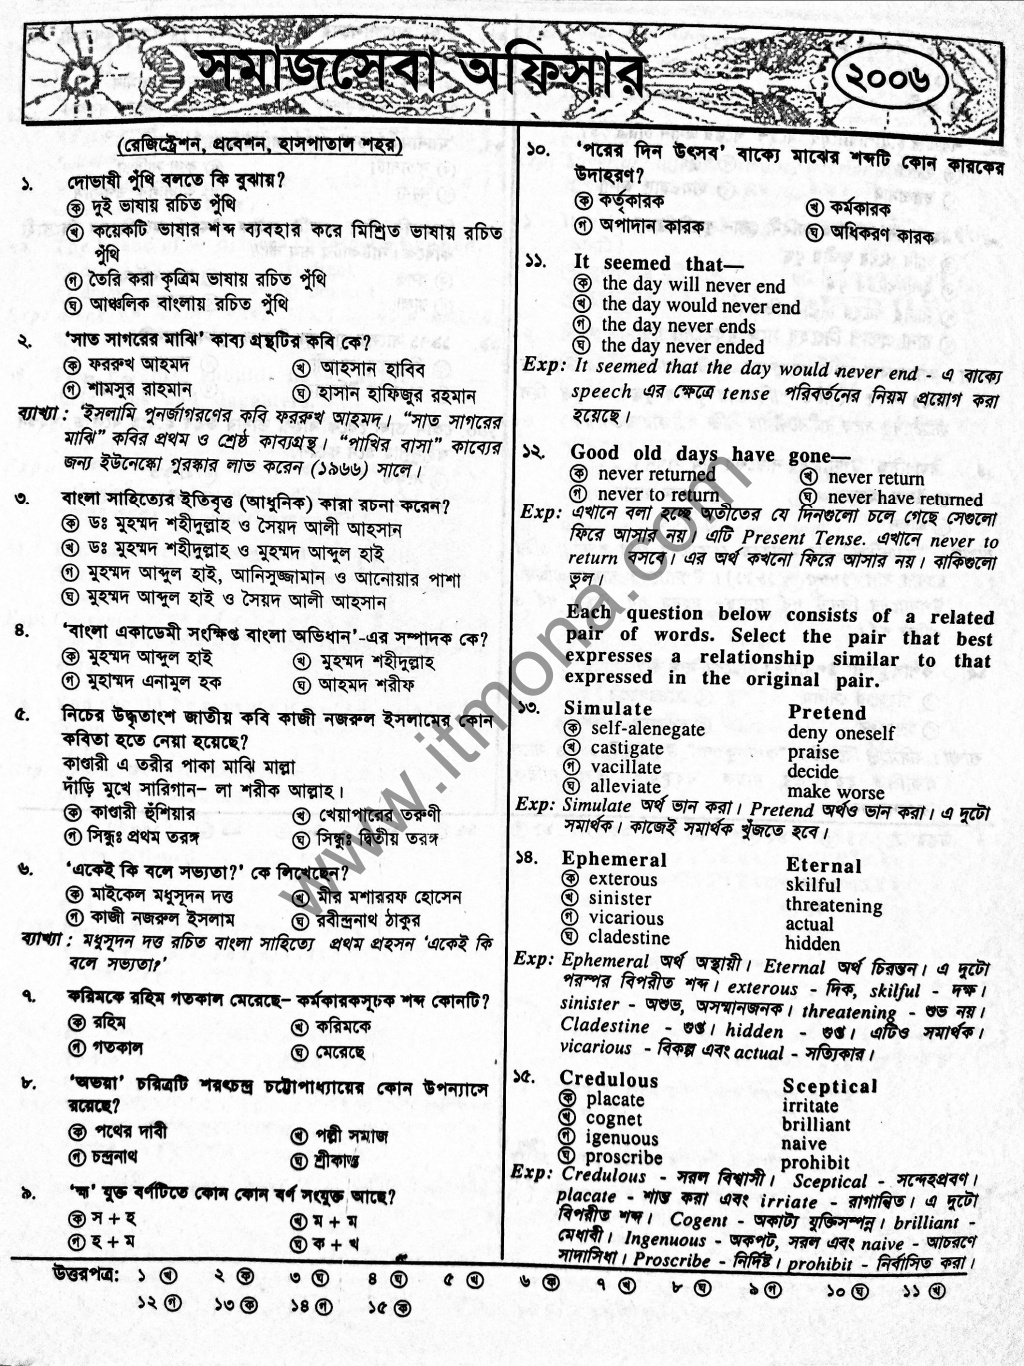 সমাজসেবা অফিসার
২০০৬
(রেজিস্ট্রেশন, প্রবেশন, হাসপাতাল শহর)
১. দোভাষী পুঁথি বলতে কি বুঝায়?
ক দুই ভাষায় রচিত পুঁথি
খ কয়েকটি ভাষার শব্দ ব্যবহার করে মিশ্রিত ভাষায় রচিত
পুঁথি
গ তৈরি করা কৃত্রিম ভাষায় রচিত পুঁথি
ঘ আঞ্চলিক বাংলায় রচিত পুঁথি
২. ‘সাত সাগরের মাঝি’ কাব্য গ্রন্থটির কবি কে?
ক ফররুখ আহমদ খ আহসান হাবিব
গ শামসুর রাহমান ঘ হাসান হাফিজুর রহমান
ব্যাখ্যা : ‘ইসলামি পুনর্জাগরণের কবি ফররুখ আহমদ। “সাত সাগরের
মাঝি” কবির প্রথম ও শ্রেষ্ঠ কাব্যগ্রন্থ। “পাখির বাসা” কাব্যের
জন্য ইউনেস্কো পুরস্কার লাভ করেন (১৯৬৬) সালে।
৩. বাংলা সাহিত্যের ইতিবৃত্ত (আধুনিক) কারা রচনা করেন?
ক ডঃ মুহম্মদ শহীদুল্লাহ ও সৈয়দ আলী আহসান
খ ডঃ মুহম্মদ শহীদুল্লাহ ও মুহম্মদ আব্দুল হাই
গ মুহম্মদ আব্দুল হাই, আনিসুজ্জামান ও আনোয়ার পাশা
ঘ মুহম্মদ আব্দুল হাই ও সৈয়দ আলী আহসান
৪. ‘বাংলা একাডেমী সংক্ষিপ্ত বাংলা অভিধান’-এর সম্পাদক কে?
ক মুহম্মদ আব্দুল হাই খ মুহম্মদ শহীদুল্লাহ
গ মুহাম্মদ এনামুল হক ঘ আহমদ শরীফ
৫. নিচের উদ্ধৃতাংশ জাতীয় কবি কাজী নজরুল ইসলামের কোন
কবিতা হতে নেয়া হয়েছে?
কাণ্ডারী এ তরীর পাকা মাঝি মাল্লা
দাঁড়ি মুখে সারিগান– লা শরীক আল্লাহ।
ক কাণ্ডারী হুঁশিয়ার খ খেয়াপারের তরুণী
গ সিন্ধুঃ প্রথম তরঙ্গ ঘ সিন্ধুঃ দ্বিতীয় তরঙ্গ
৬. ‘একেই কি বলে সভ্যতা?’ কে লিখেছেন?
ক মাইকেল মধুসূদন দত্ত খ মীর মশাররফ হোসেন
গ কাজী নজরুল ইসলাম ঘ রবীন্দ্রনাথ ঠাকুর
ব্যাখ্যা : মধুসূদন দত্ত রচিত বাংলা সাহিত্যে প্রথম প্রহসন ‘একেই কি
বলে সভ্যতা?’
৭. করিমকে রহিম গতকাল মেরেছে– কর্মকারকসূচক শব্দ কোনটি?
ক রহিম খ করিমকে
গ গতকাল ঘ মেরেছে
৮. ‘অভয়া’ চরিত্রটি শরৎচন্দ্র চট্টোপাধ্যায়ের কোন উপন্যাসে
রয়েছে?
ক পথের দাবী খ পল্লী সমাজ
গ চন্দ্রনাথ ঘ শ্রীকান্ত
৯. ‘হ্ম’ যুক্ত বর্ণটিতে কোন কোন বর্ণ সংযুক্ত আছে?
ক স + হ খ ম + ম
গ হ + ম ঘ ক + খ
১০. ‘পরের দিন উৎসব’ বাক্যে মাঝের শব্দটি কোন কারকের
উদাহরণ?
ক কর্তৃকারক খ কর্মকারক
গ অপাদান কারক ঘ অধিকরণ কারক
১১. It seemed that—
ক the day will never end
খ the day would never end
গ the day never ends
ঘ the day never ended
Exp: It seemed that the day would never end - এ বাক্যে
speech এর ক্ষেত্রে tense পরিবর্তনের নিয়ম প্রয়োগ করা
হয়েছে।
১২. Good old days have gone—
ক never returned খ never return
গ never to return ঘ never have returned
Exp: এখানে বলা হচ্ছে অতীতের যে দিনগুলো চলে গেছে সেগুলো
ফিরে আসার নয়। এটি Present Tense. এখানে never to
return বসবে। এর অর্থ কখনো ফিরে আসার নয়। বাকিগুলো
ভুল।
Each question below consists of a related
pair of words. Select the pair that best
expresses a relationship similar to that
expressed in the original pair.
১৩. Simulate Pretend
ক self-alenegate deny oneself
খ castigate praise
গ vacillate decide
ঘ alleviate make worse
Exp: Simulate অর্থ ভান করা। Pretend অর্থও ভান করা। এ দুটো
সমার্থক। কাজেই সমার্থক খুঁজতে হবে।
১৪. Ephemeral Eternal
ক exterous skilful
খ sinister threatening
গ vicarious actual
ঘ cladestine hidden
Exp: Ephemeral অর্থ অস্থায়ী। Eternal অর্থ চিরন্তন। এ দুটো
পরস্পর বিপরীত শব্দ। exterous - দিক, skilful - দক্ষ।
sinister - অশুভ, অসম্মানজনক। threatening - শুভ নয়।
Cladestine - গুপ্ত। hidden - গুপ্ত। এটিও সমার্থক।
vicarious - বিকল্প এবং actual - সত্যিকার।
১৫. Credulous Sceptical
ক placate irritate
খ cognet brilliant
গ igenuous naive
ঘ proscribe prohibit
Exp: Credulous - সরল বিশ্বাসী। Sceptical - সন্দেহপ্রবণ।
placate - শান্ত করা এবং irriate - রাগান্বিত। এ দুটো
বিপরীত শব্দ। Cogent - অকাট্য যুক্তিসম্পন্ন। brilliant -
মেধাবী। Ingenuous - অকপট, সরল এবং naive - আচরণে
সাদাসিধা। Proscribe - নির্দিষ্ট। prohibit - নির্বাসিত করা।
উত্তরপত্র: ১ খ ২ ক ৩ ঘ ৪ ঘ ৫ খ ৬ ক ৭ খ ৮ ঘ ৯ গ ১০ ঘ ১১ খ
১২ গ ১৩ ক ১৪ গ ১৫ ক
www.itmona.com